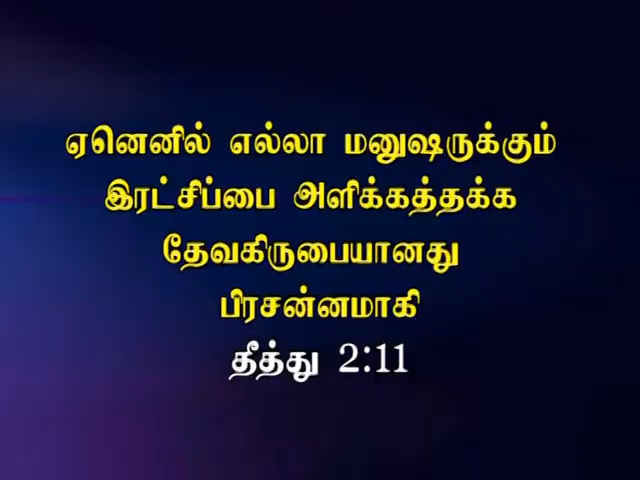 ஏனெனில் எல்லா மனுஷருக்கும்
இரட்சிப்பை அளிக்கத்தக்க
தேவகிருபையானது
பிரசன்னமாகி
தீத்து 2:11